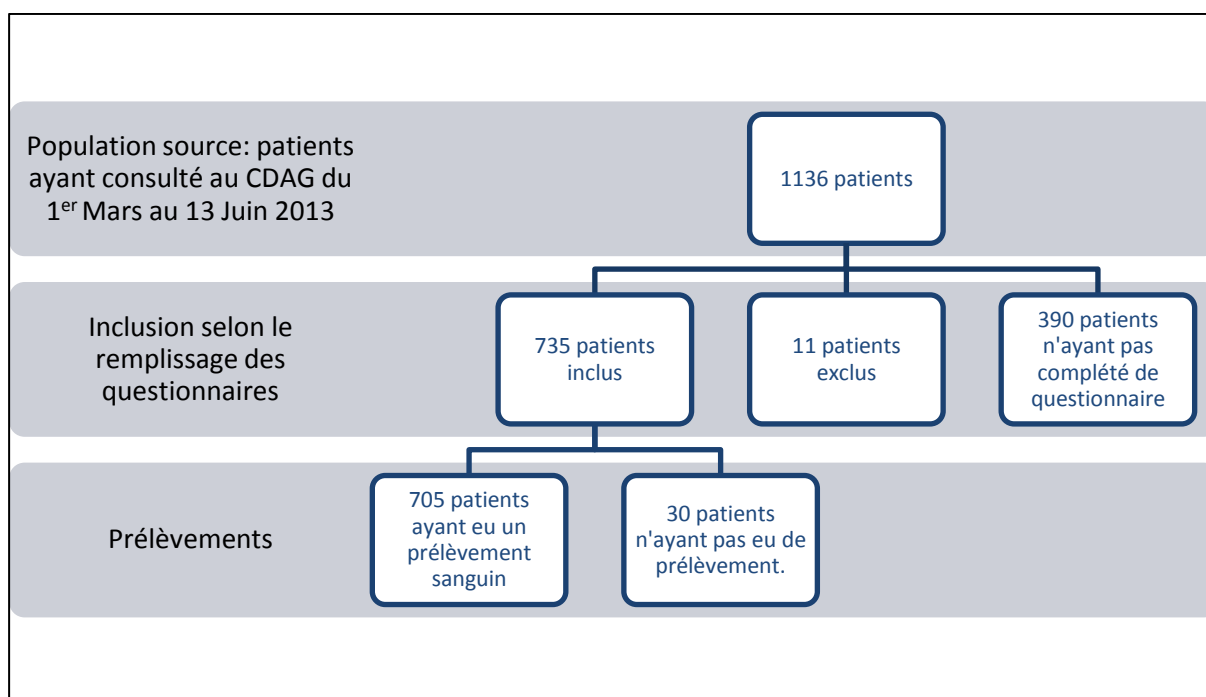 Population source: patients
ayant consulté au CDAG du
1er Mars au 13 Juin 2013
1136 patients
Inclusion selon le
remplissage des
questionnaires
735 patients
inclus
11 patients
exclus
390 patients
n'ayant pas
complété de
questionnaire
Prélèvements
705 patients
ayant eu un
prélèvement
sanguin
30 patients
n'ayant pas eu de
prélèvement.